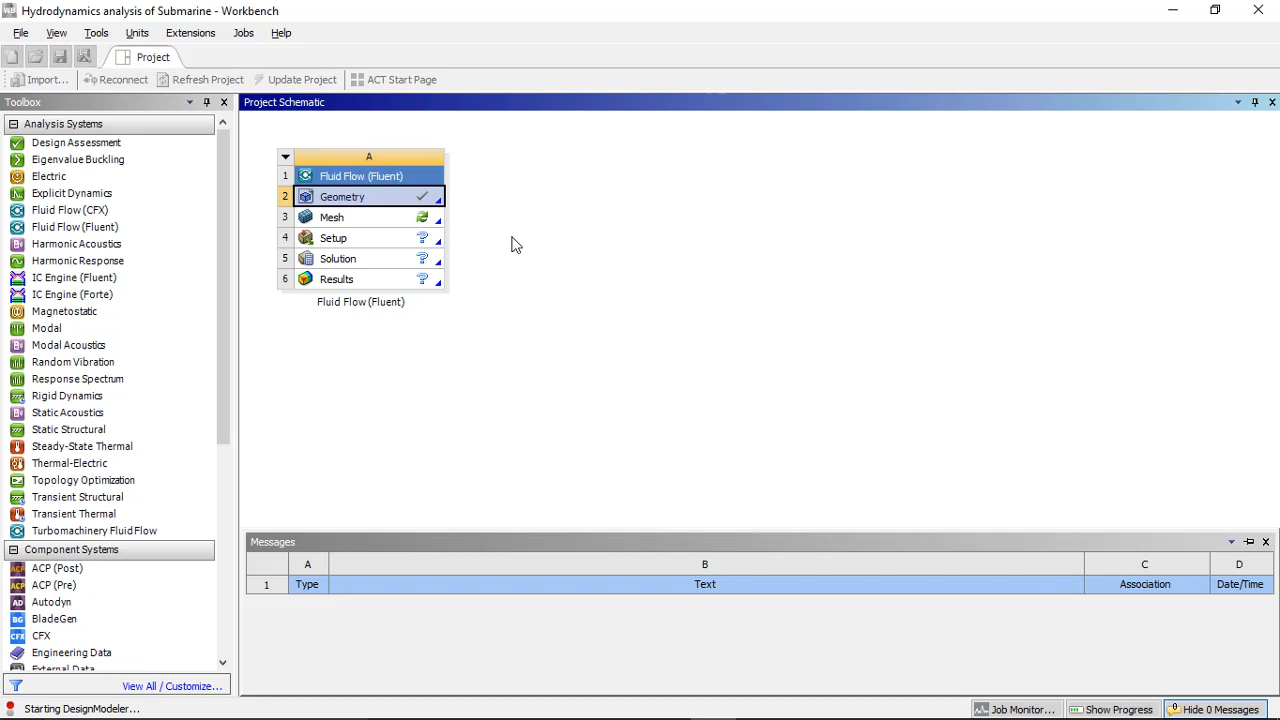 Hydrodynamics analysis of Submarine - Workbench
File View Tools Units Extensions Jobs Help
Project
Import... Reconnect Refresh Project Update Project ACT Start Page
Toolbox
Analysis Systems
Design Assessment
Eigenvalue Buckling
Electric
Explicit Dynamics
Fluid Flow (CFX)
Fluid Flow (Fluent)
Harmonic Acoustics
Harmonic Response
IC Engine (Fluent)
IC Engine (Forte)
Magnetostatic
Modal
Modal Acoustics
Random Vibration
Response Spectrum
Rigid Dynamics
Static Acoustics
Static Structural
Steady-State Thermal
Thermal-Electric
Topology Optimization
Transient Structural
Transient Thermal
Turbomachinery Fluid Flow
Component Systems
ACP (Post)
ACP (Pre)
Autodyn
BladeGen
CFX
Engineering Data
External Data
View All / Customize...
Project Schematic
A
1 Fluid Flow (Fluent)
2 Geometry
3 Mesh
4 Setup
5 Solution
6 Results
Fluid Flow (Fluent)
Messages
A B C D
1 Type Text Association Date/Time
Starting DesignModeler... Job Monitor... Show Progress Hide 0 Messages